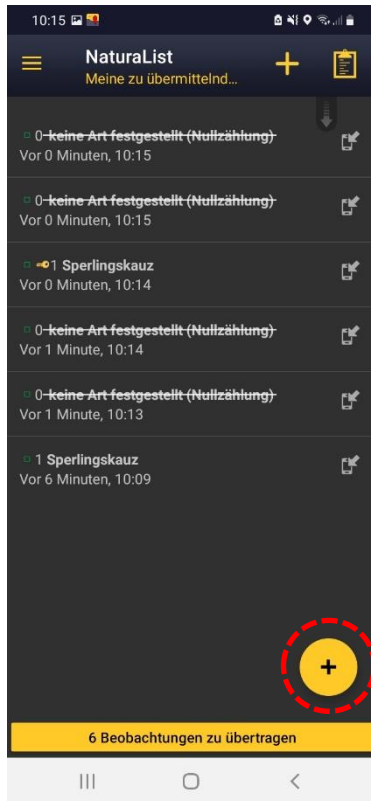 10:15
NaturaList
Meine zu übermittelnd...
0 keine Art festgestellt (Nullzählung)
Vor 0 Minuten, 10:15
0 keine Art festgestellt (Nullzählung)
Vor 0 Minuten, 10:15
1 Sperlingskauz
Vor 0 Minuten, 10:14
0 keine Art festgestellt (Nullzählung)
Vor 1 Minute, 10:14
0 keine Art festgestellt (Nullzählung)
Vor 1 Minute, 10:13
1 Sperlingskauz
Vor 6 Minuten, 10:09
+
6 Beobachtungen zu übertragen